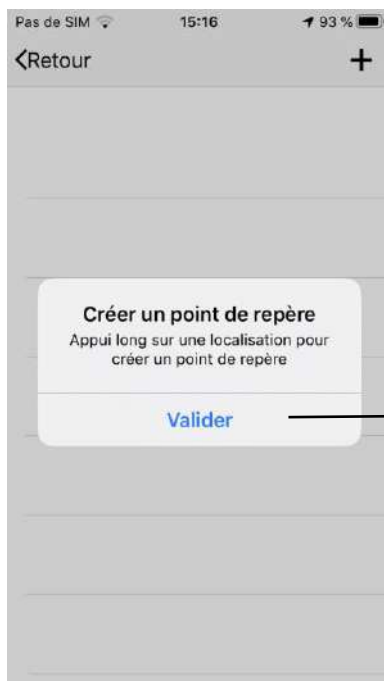 Pas de SIM 15:16 93 %
<Retour +
Créer un point de repère
Appui long sur une localisation pour
créer un point de repère
Valider